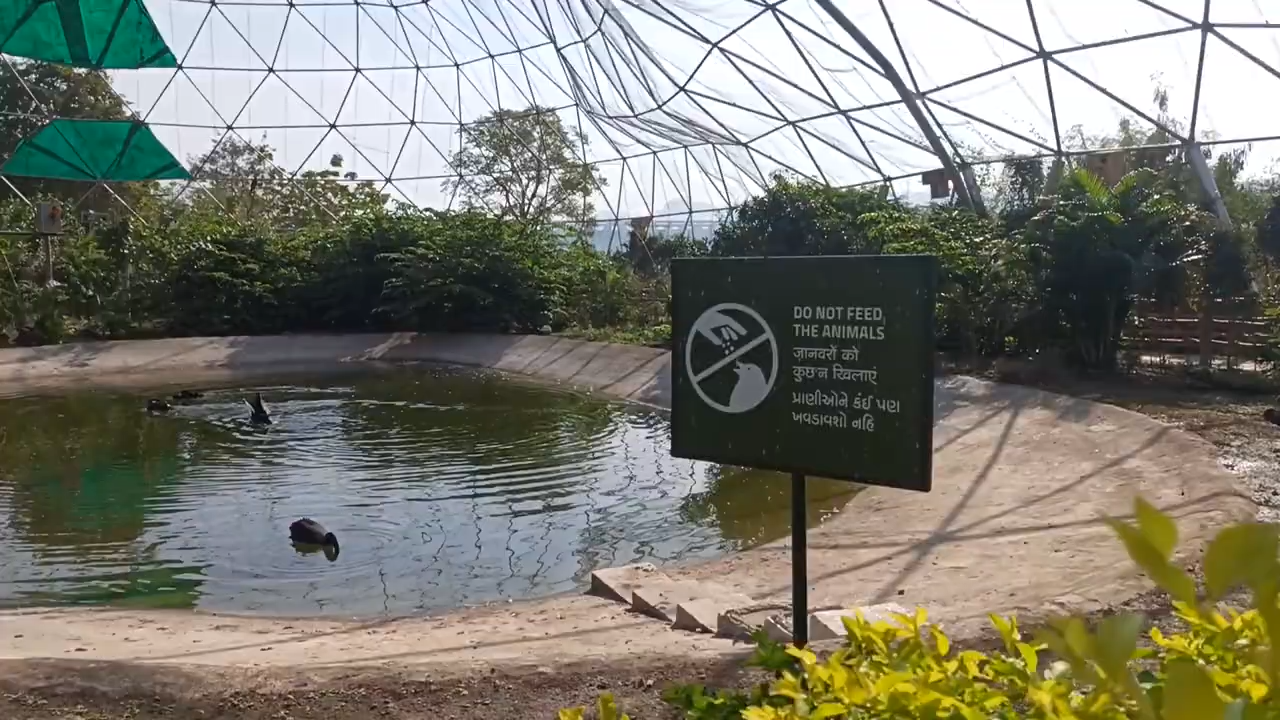 DO NOT FEED
THE ANIMALS
ज़ानवरों को
कुछ न खिलाएं
પ્રાણીઓને કંઈ પણ
ખવડાવશો નહિં